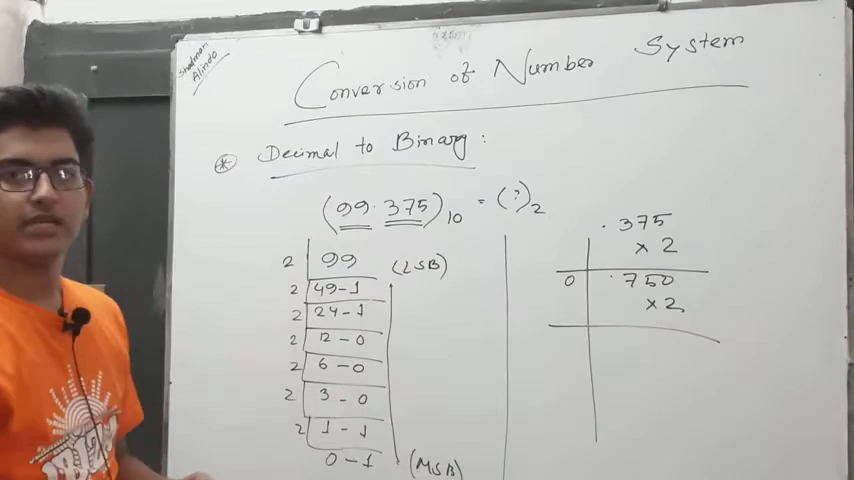 Shadman
Alindo
Conversion of Number System
* Decimal to Binary:
(99.375)10 = (?)2
2 99 (LSB)
2 49-1
2 24-1
2 12-0
2 6-0
2 3-0
2 1-1
0-1 (MSB)
.375
×2
0 .750
×2